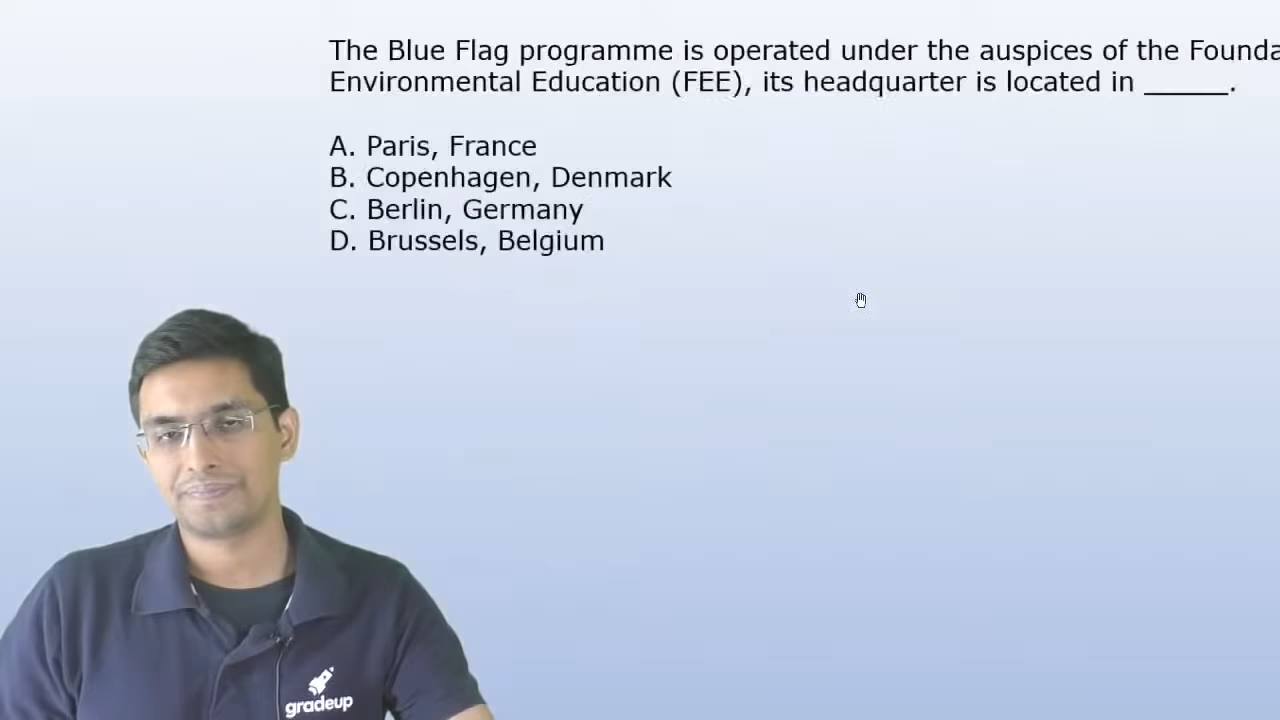 The Blue Flag programme is operated under the auspices of the
Environmental Education (FEE), its headquarter is located in _____.
A. Paris, France
B. Copenhagen, Denmark
C. Berlin, Germany
D. Brussels, Belgium
gradeup